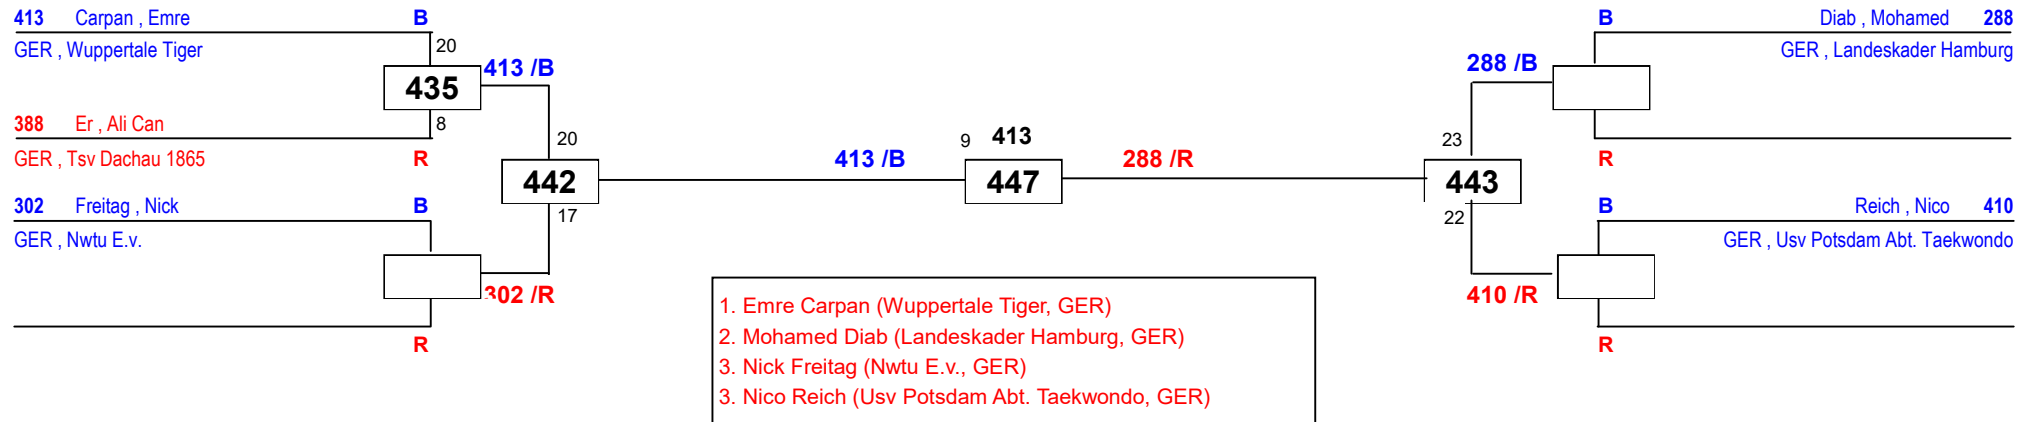 413 Carpan , Emre B
GER , Wuppertale Tiger
20
435
413 /B
8
388 Er , Ali Can
GER , Tsv Dachau 1865 R
20
442
17
302 Freitag , Nick B
GER , Nwtu E.v.
302 /R
R
413 /B
9 413
447
288 /R
B Diab , Mohamed 288
GER , Landeskader Hamburg
288 /B
R
23
443
22
B Reich , Nico 410
GER , Usv Potsdam Abt. Taekwondo
410 /R
R
1. Emre Carpan (Wuppertale Tiger, GER)
2. Mohamed Diab (Landeskader Hamburg, GER)
3. Nick Freitag (Nwtu E.v., GER)
3. Nico Reich (Usv Potsdam Abt. Taekwondo, GER)